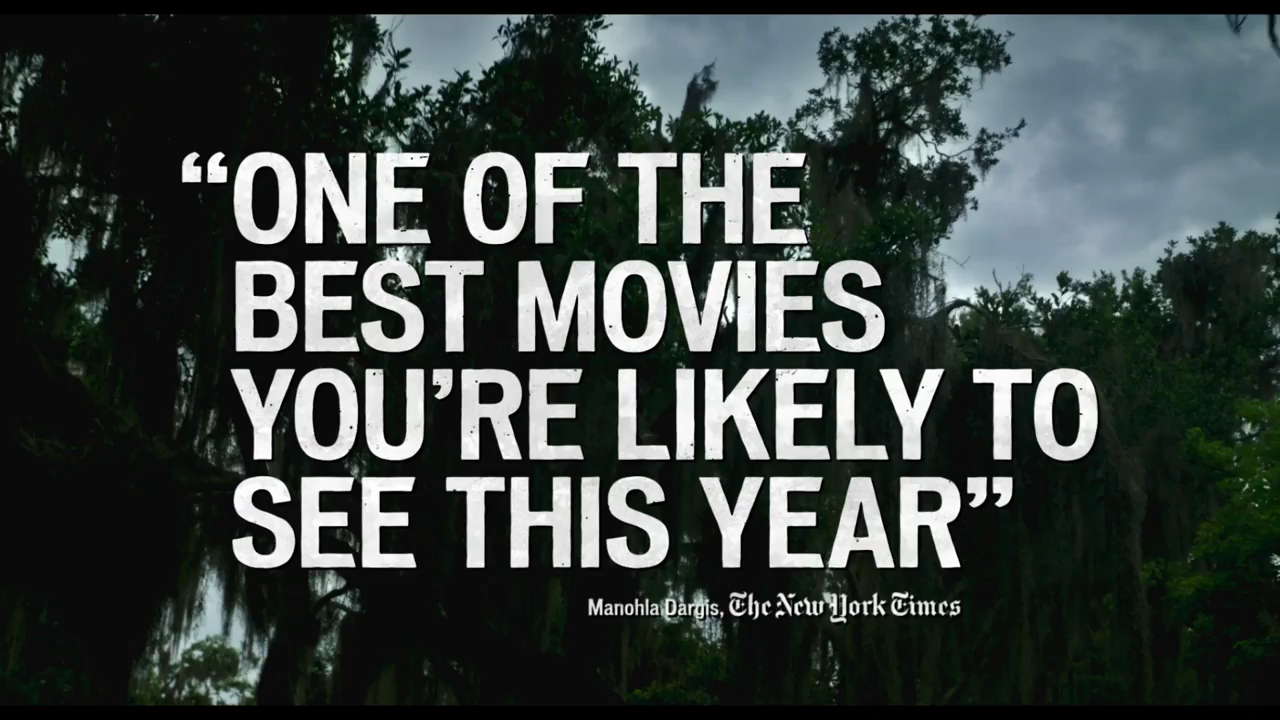 “ONE OF THE
BEST MOVIES
YOU’RE LIKELY TO
SEE THIS YEAR”
Manohla Dargis, The New York Times